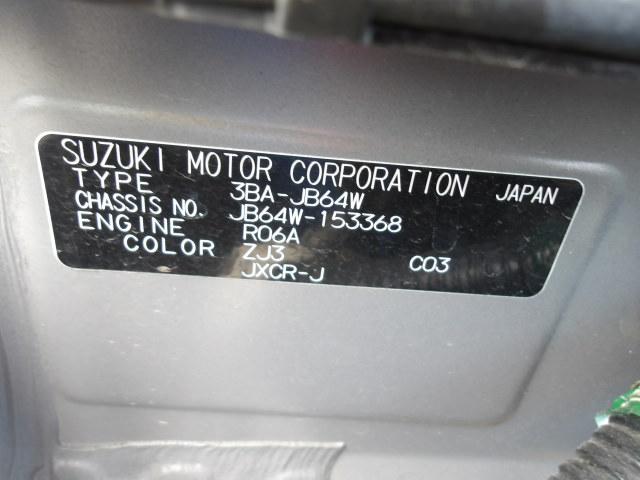 SUZUKI MOTOR CORPORATION JAPAN
TYPE 3BA-JB64W
CHASSIS NO. JB64W-153368
ENGINE R06A
COLOR ZJ3
JXCR-J C03